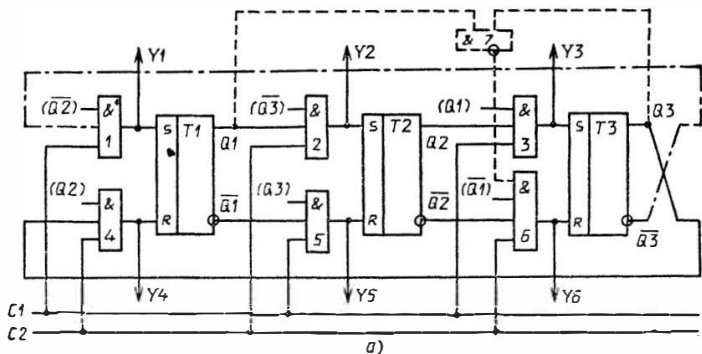 & 7
Y1 Y2 Y3
(Q̅2̅) & 1 S T1 Q1 (Q̅3̅) & 2 S T2 Q2 (Q1) & 3 S T3 Q3
(Q2) & 4 R Q̅1̅ (Q3) & 5 R Q̅2̅ (Q̅1̅) & 6 R Q̅3̅
Y4 Y5 Y6
C1
C2
а)